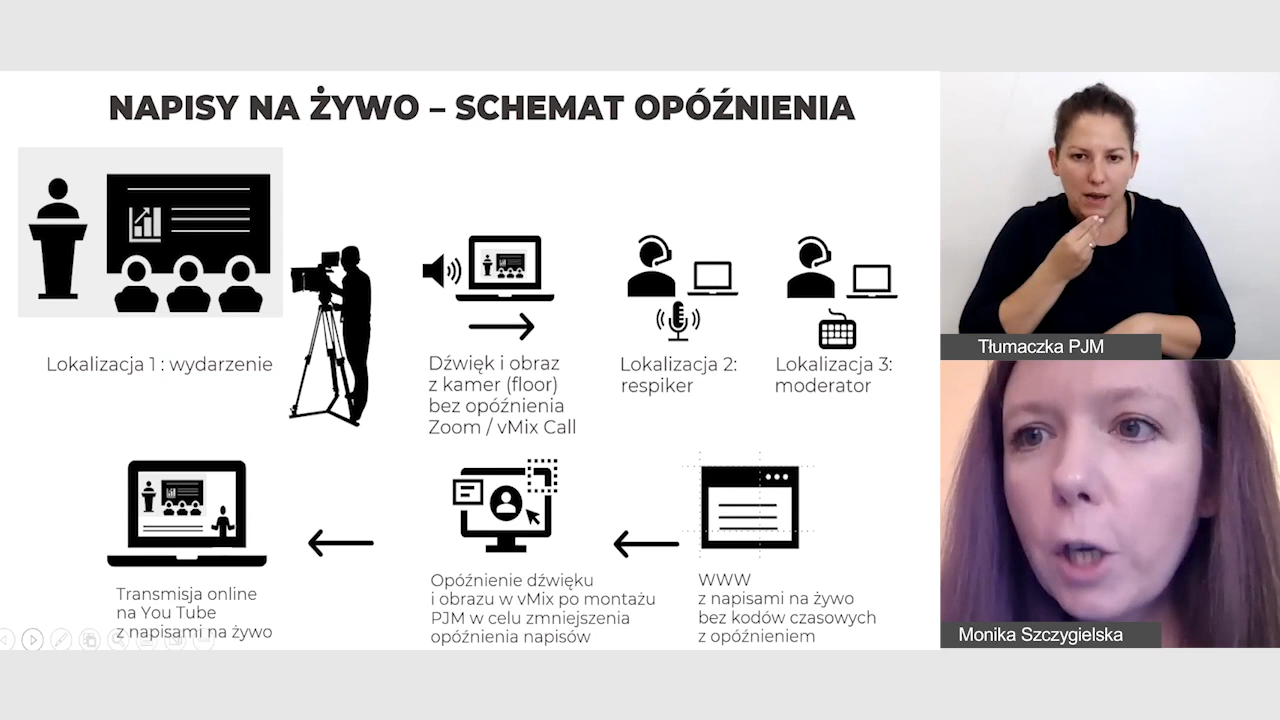 NAPISY NA ŻYWO – SCHEMAT OPÓŹNIENIA
Lokalizacja 1 : wydarzenie
Dźwięk i obraz
z kamer (floor)
bez opóźnienia
Zoom / vMix Call
Lokalizacja 2:
respiker
Lokalizacja 3:
moderator
Transmisja online
na You Tube
z napisami na żywo
Opóźnienie dźwięku
i obrazu w vMix po montażu
PJM w celu zmniejszenia
opóźnienia napisów
WWW
z napisami na żywo
bez kodów czasowych
z opóźnieniem
Tłumaczka PJM
Monika Szczygielska